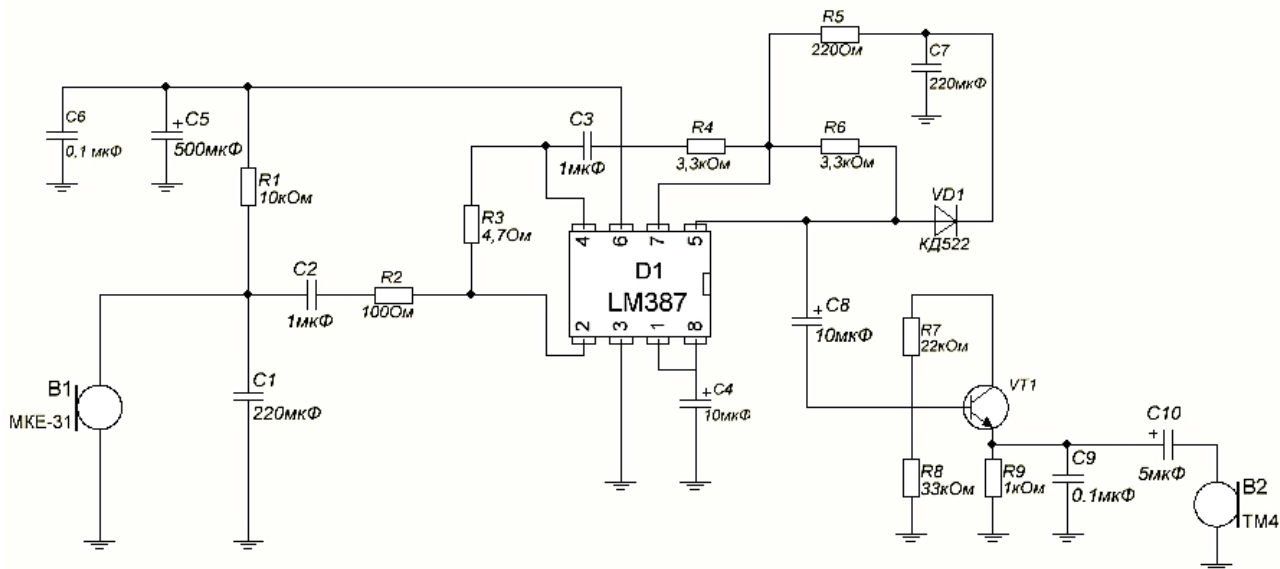 R5
220Ом
C7
220мкФ
C6
0.1 мкФ
+ C5
500мкФ
C3
1мкФ
R4
3,3кОм
R6
3,3кОм
R1
10кОм
R3
4,7Ом
VD1
КД522
4 6 7 5
D1
LM387
2 3 1 8
C2
1мкФ
R2
100Ом
+ C8
10мкФ
R7
22кОм
VT1
B1
МКЕ-31
C1
220мкФ
+ C4
10мкФ
C10
+
5мкФ
R8
33кОм
R9
1кОм
C9
0.1мкФ
B2
ТМ4